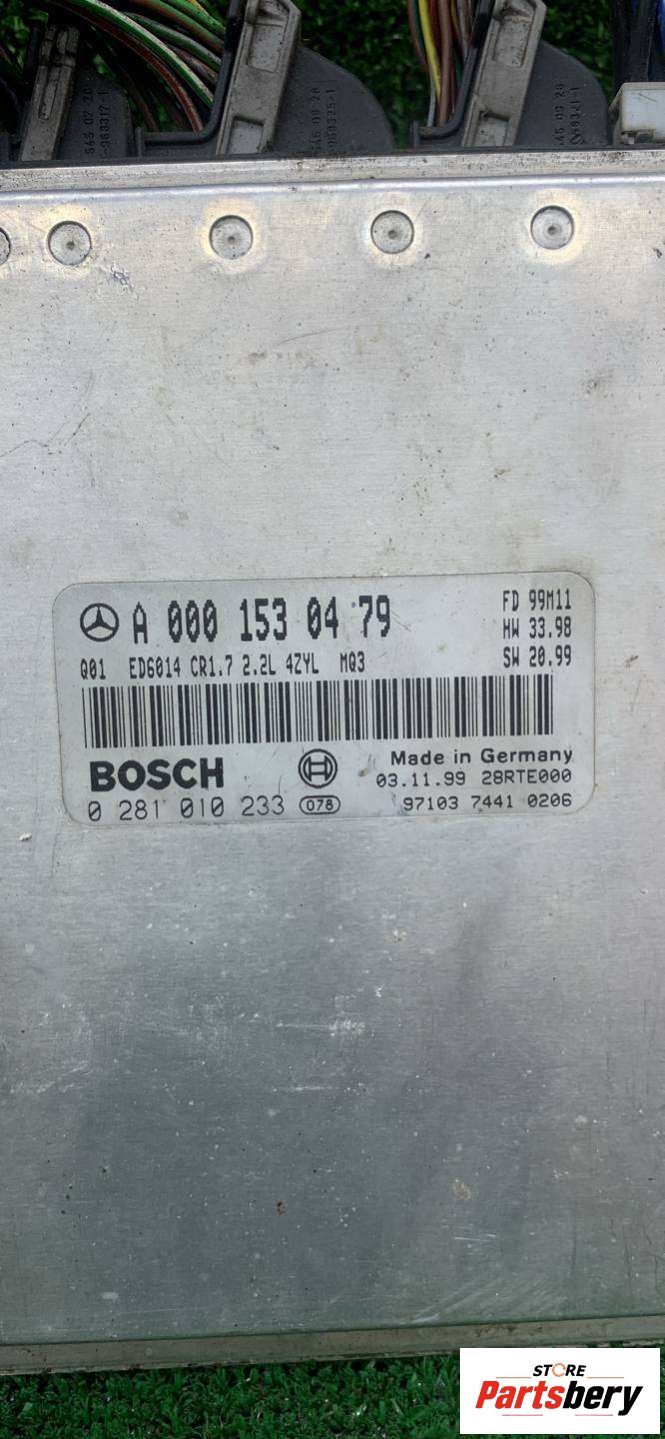 A 000 153 04 79
FD 99M11
HW 33.98
SW 20.99
Q01 ED6014 CR1.7 2.2L 4ZYL MQ3
BOSCH
Made in Germany
03.11.99 28RTE000
0 281 010 233 078
97103 7441 0206
STORE
Partsbery